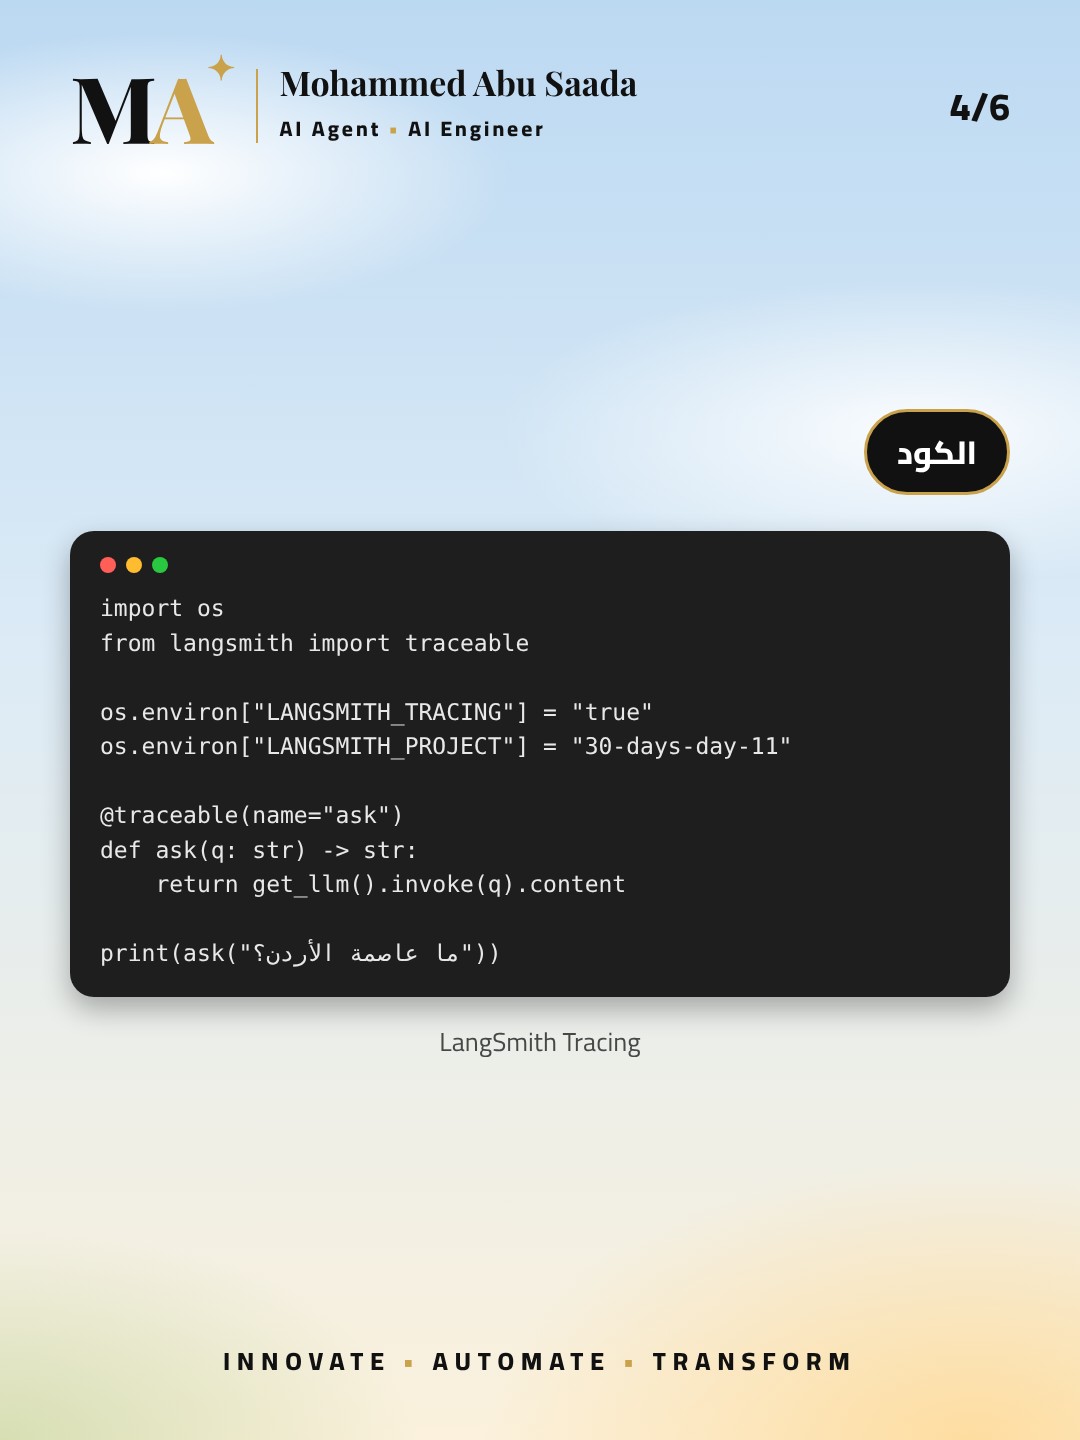 MA
Mohammed Abu Saada
AI Agent ▪ AI Engineer
4/6
الكود
import os
from langsmith import traceable

os.environ["LANGSMITH_TRACING"] = "true"
os.environ["LANGSMITH_PROJECT"] = "30-days-day-11"

@traceable(name="ask")
def ask(q: str) -> str:
    return get_llm().invoke(q).content

print(ask("ما عاصمة الأردن؟"))
LangSmith Tracing
INNOVATE ▪ AUTOMATE ▪ TRANSFORM